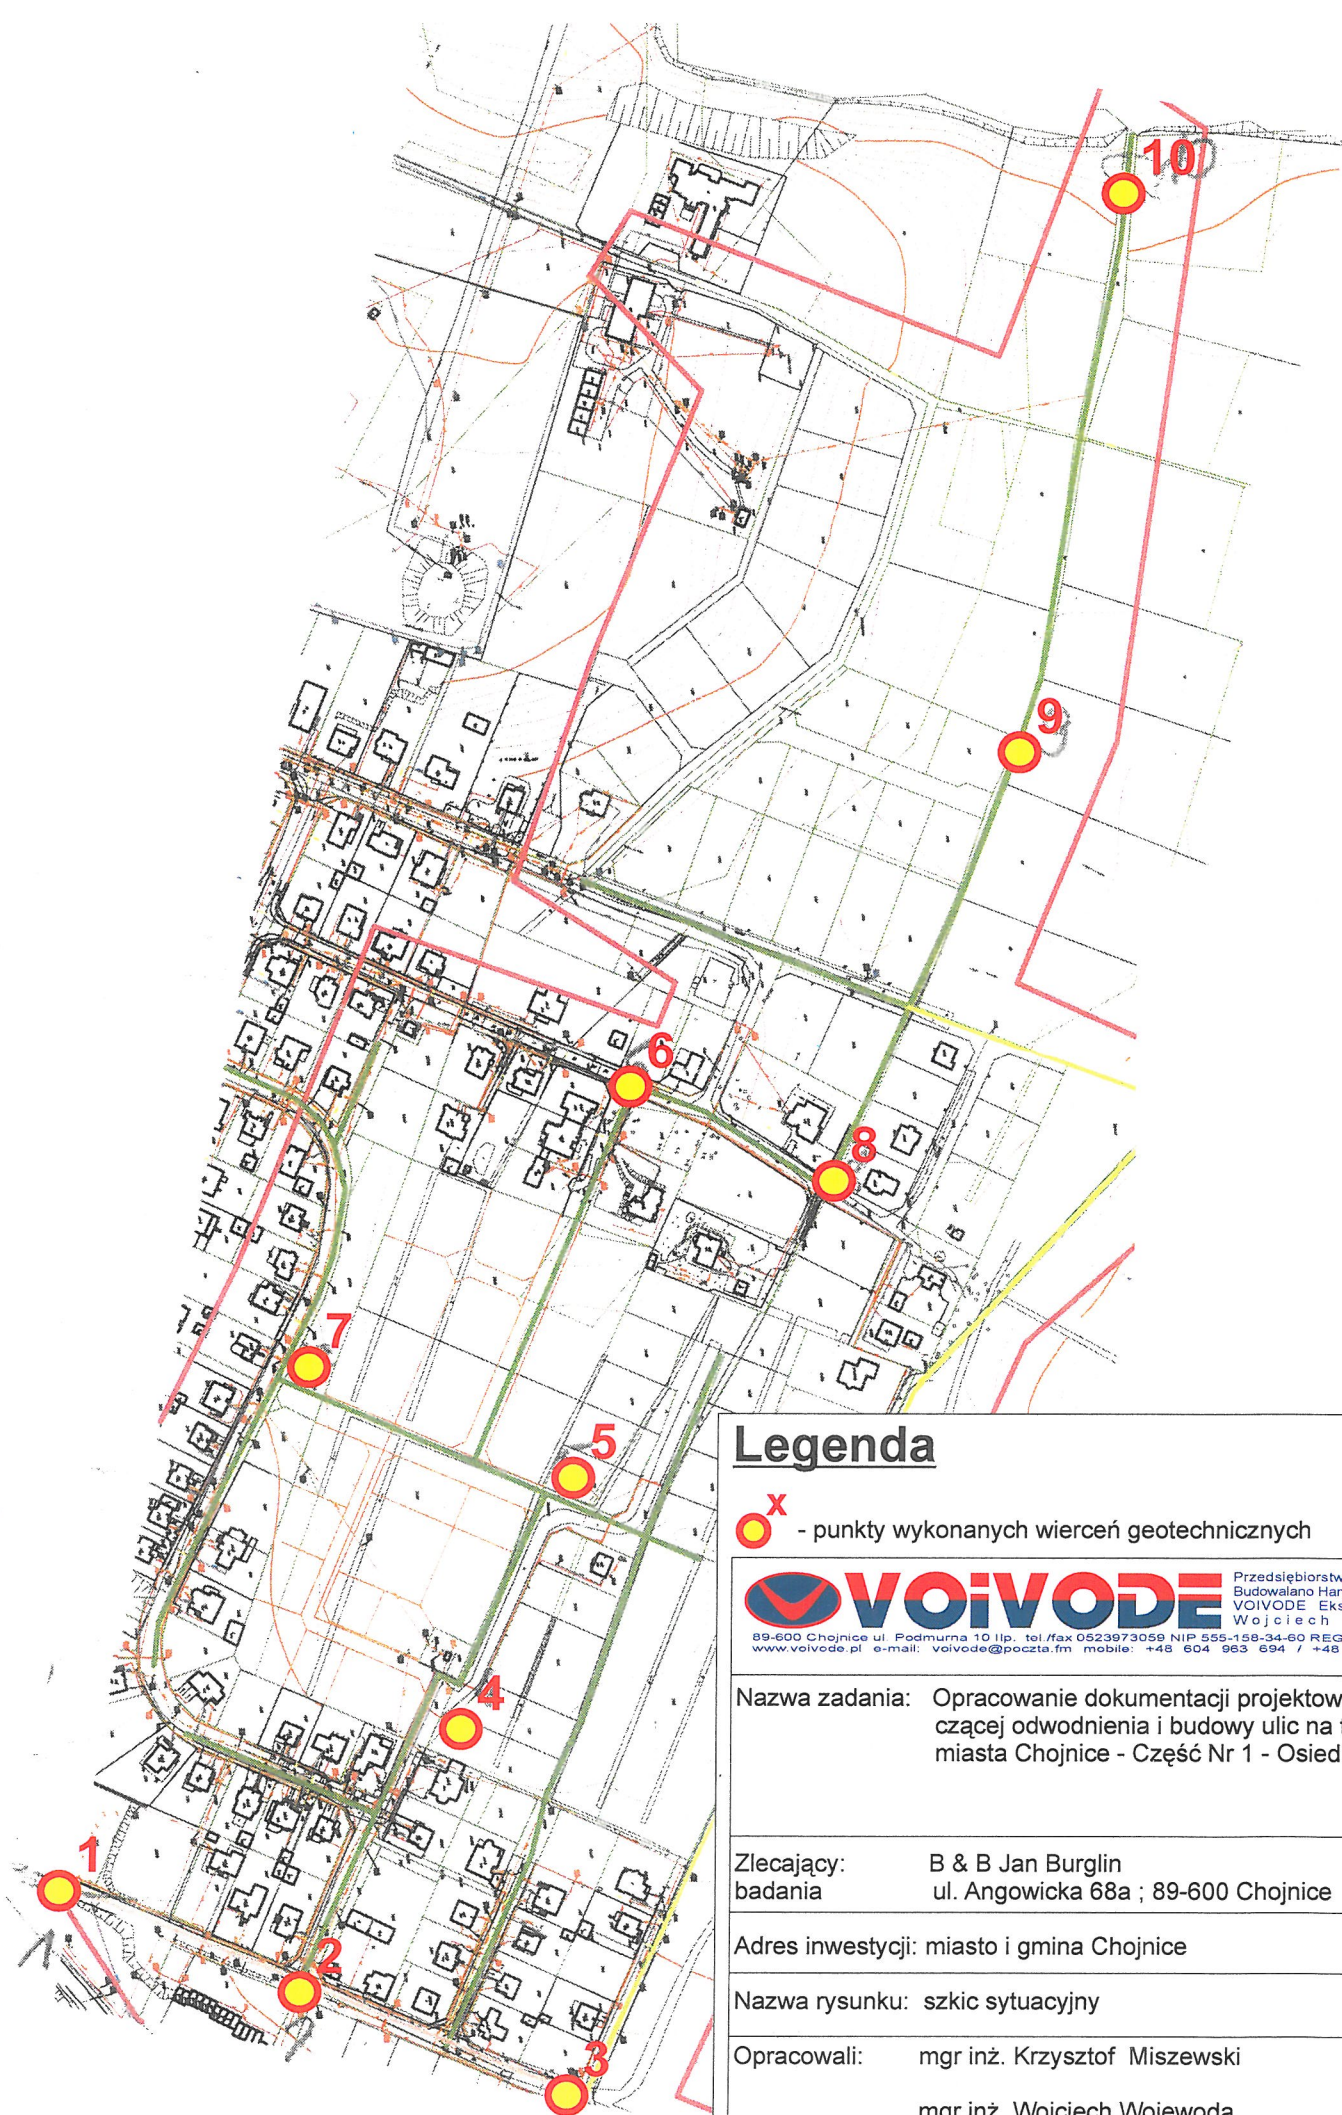 10
9
6
8
7
5
4
1
2
3
Legenda
x
- punkty wykonanych wierceń geotechnicznych
VOiVODE
Przedsiębiorstw
Budowalano Har
VOIVODE Eks
Wojciech
89-600 Chojnice ul. Podmurna 10 IIp. tel./fax 0523973059 NIP 555-158-34-60 REG
www.voivode.pl e-mail: voivode@poczta.fm mobile: +48 604 963 694 / +48
Nazwa zadania: Opracowanie dokumentacji projektow
czącej odwodnienia i budowy ulic na
miasta Chojnice - Część Nr 1 - Osied
Zlecający: B & B Jan Burglin
badania ul. Angowicka 68a ; 89-600 Chojnice
Adres inwestycji: miasto i gmina Chojnice
Nazwa rysunku: szkic sytuacyjny
Opracowali: mgr inż. Krzysztof Miszewski
mgr inż. Wojciech Wojewoda